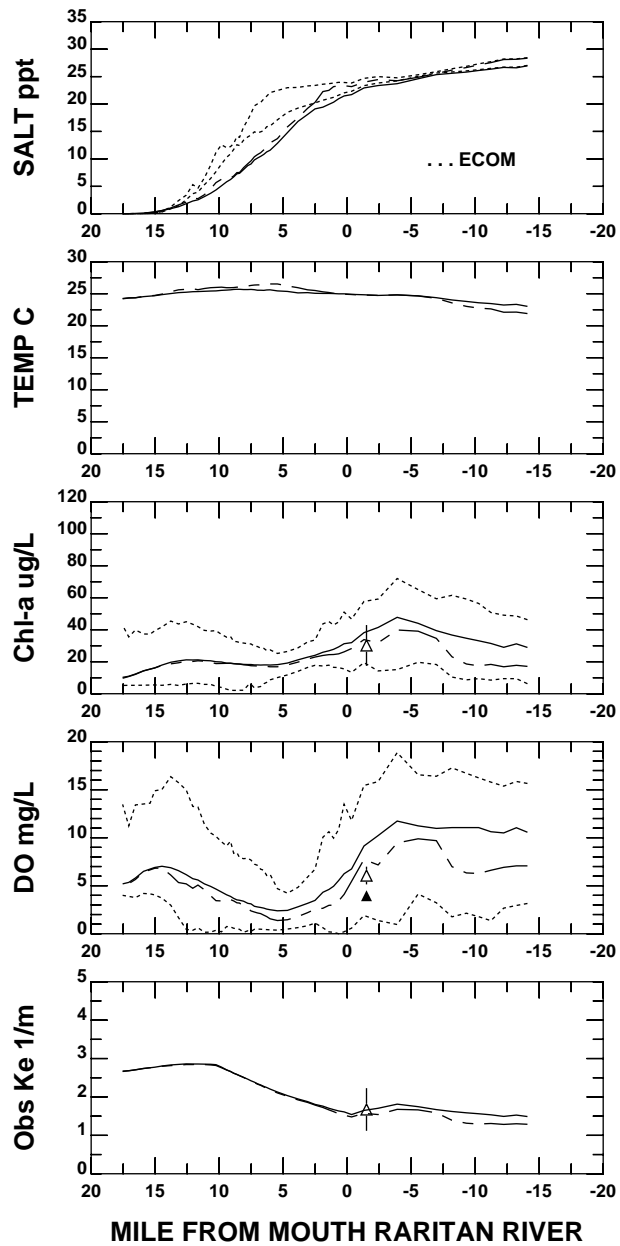 SALT ppt
35
30
25
20
15
10
5
0
. . . ECOM
20 15 10 5 0 -5 -10 -15 -20
TEMP C
30
25
20
15
10
5
0
20 15 10 5 0 -5 -10 -15 -20
Chl-a ug/L
120
100
80
60
40
20
0
20 15 10 5 0 -5 -10 -15 -20
DO mg/L
20
15
10
5
0
20 15 10 5 0 -5 -10 -15 -20
Obs Ke 1/m
5
4
3
2
1
0
20 15 10 5 0 -5 -10 -15 -20
MILE FROM MOUTH RARITAN RIVER